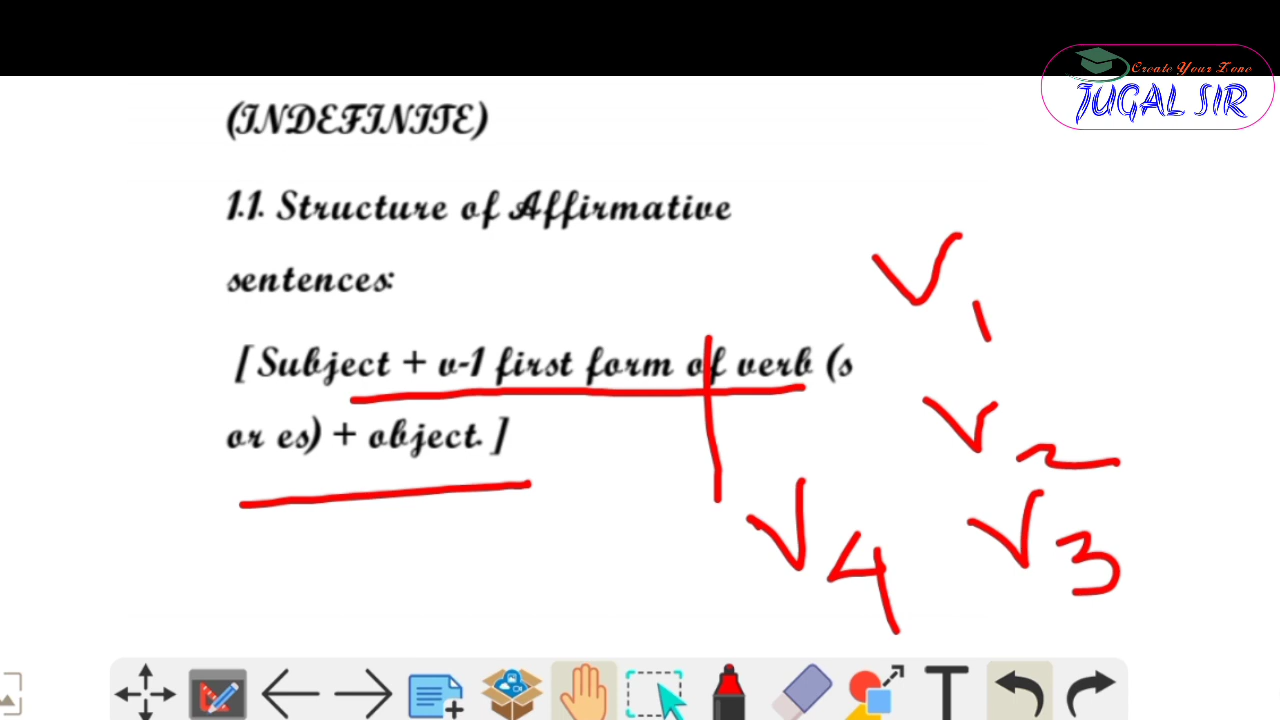 Create Your Zone
JUGAL SIR
(INDEFINITE)
1.1. Structure of Affirmative
sentences:
[ Subject + v-1 first form of verb (s
or es) + object. ]
V1
V2
V3
V4
T